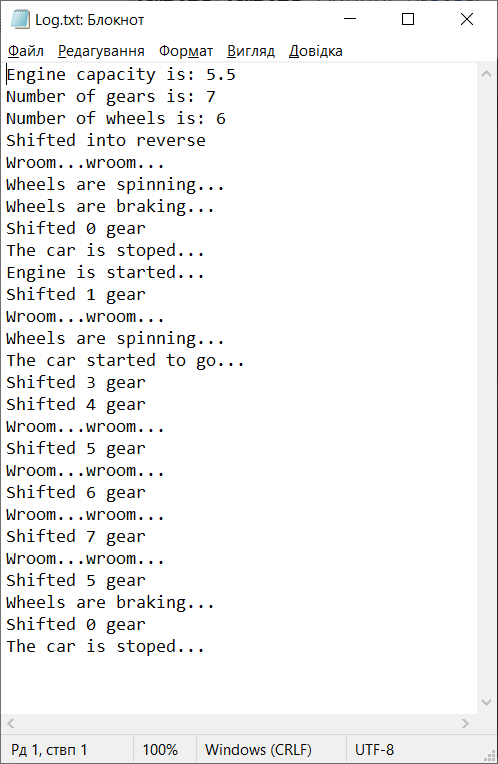 Log.txt: Блокнот
Файл Редагування Формат Вигляд Довідка
Engine capacity is: 5.5
Number of gears is: 7
Number of wheels is: 6
Shifted into reverse
Wroom...wroom...
Wheels are spinning...
Wheels are braking...
Shifted 0 gear
The car is stoped...
Engine is started...
Shifted 1 gear
Wroom...wroom...
Wheels are spinning...
The car started to go...
Shifted 3 gear
Shifted 4 gear
Wroom...wroom...
Shifted 5 gear
Wroom...wroom...
Shifted 6 gear
Wroom...wroom...
Shifted 7 gear
Wroom...wroom...
Shifted 5 gear
Wheels are braking...
Shifted 0 gear
The car is stoped...
Рд 1, ствп 1 100% Windows (CRLF) UTF-8